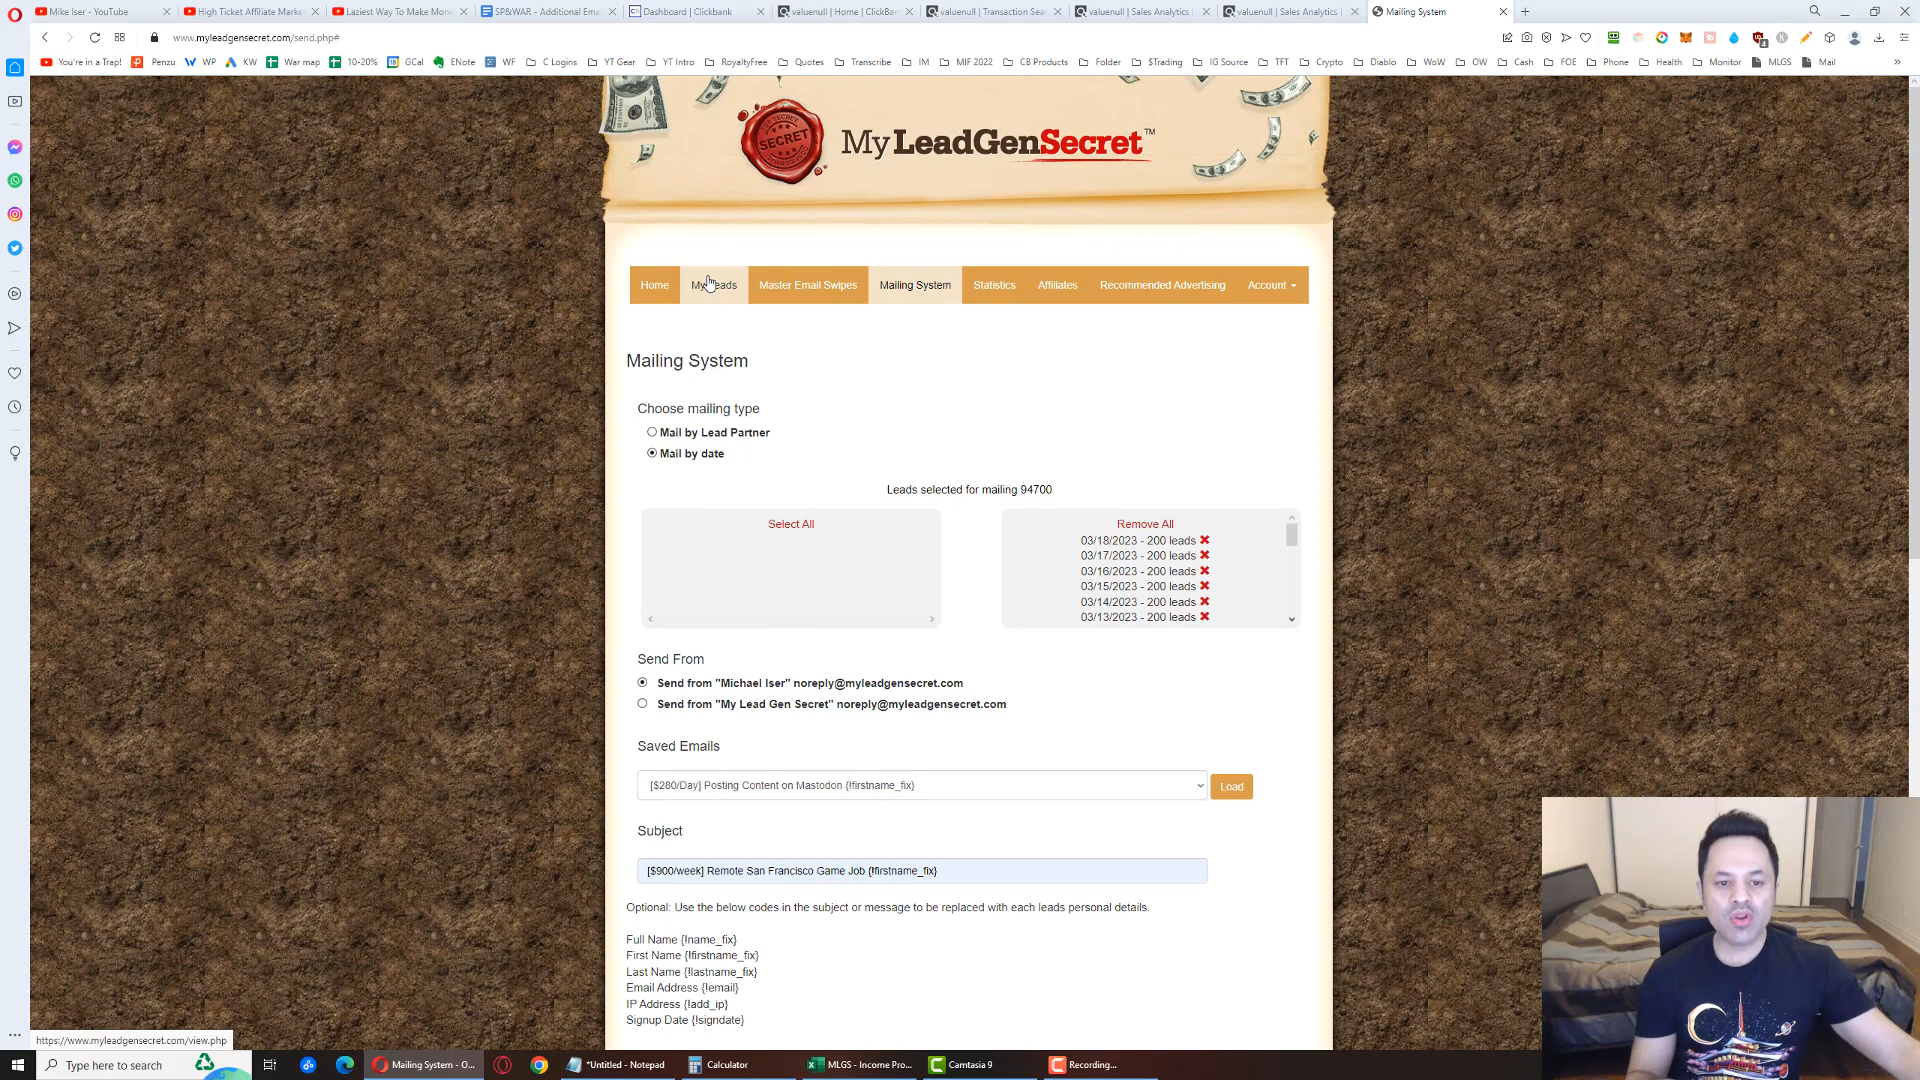 Mike Iser - YouTube
High Ticket Affiliate Market
Laziest Way To Make Mone
SP&WAR - Additional Ema
Dashboard | Clickbank
valuenull | Home | ClickBa
valuenull | Transaction Sea
valuenull | Sales Analytics |
valuenull | Sales Analytics |
Mailing System
www.myleadgensecret.com/send.php#
4
You're in a Trap!
Penzu
WP
KW
War map
10-20%
GCal
ENote
WF
C Logins
YT Gear
YT Intro
RoyaltyFree
Quotes
Transcribe
IM
MIF 2022
CB Products
Folder
$Trading
IG Source
TFT
Crypto
Diablo
WoW
OW
Cash
FOE
Phone
Health
Monitor
MLGS
Mail
SECRET
My LeadGenSecret™
Home
My Leads
Master Email Swipes
Mailing System
Statistics
Affiliates
Recommended Advertising
Account
Mailing System
Choose mailing type
Mail by Lead Partner
Mail by date
Leads selected for mailing 94700
Select All
Remove All
03/18/2023 - 200 leads
03/17/2023 - 200 leads
03/16/2023 - 200 leads
03/15/2023 - 200 leads
03/14/2023 - 200 leads
03/13/2023 - 200 leads
Send From
Send from "Michael Iser" noreply@myleadgensecret.com
Send from "My Lead Gen Secret" noreply@myleadgensecret.com
Saved Emails
[$280/Day] Posting Content on Mastodon {!firstname_fix}
Load
Subject
[$900/week] Remote San Francisco Game Job {!firstname_fix}
Optional: Use the below codes in the subject or message to be replaced with each leads personal details.
Full Name {!name_fix}
First Name {!firstname_fix}
Last Name {!lastname_fix}
Email Address {!email}
IP Address {!add_ip}
Signup Date {!signdate}
https://www.myleadgensecret.com/view.php
Type here to search
Mailing System - O...
*Untitled - Notepad
Calculator
MLGS - Income Pro...
Camtasia 9
Recording...